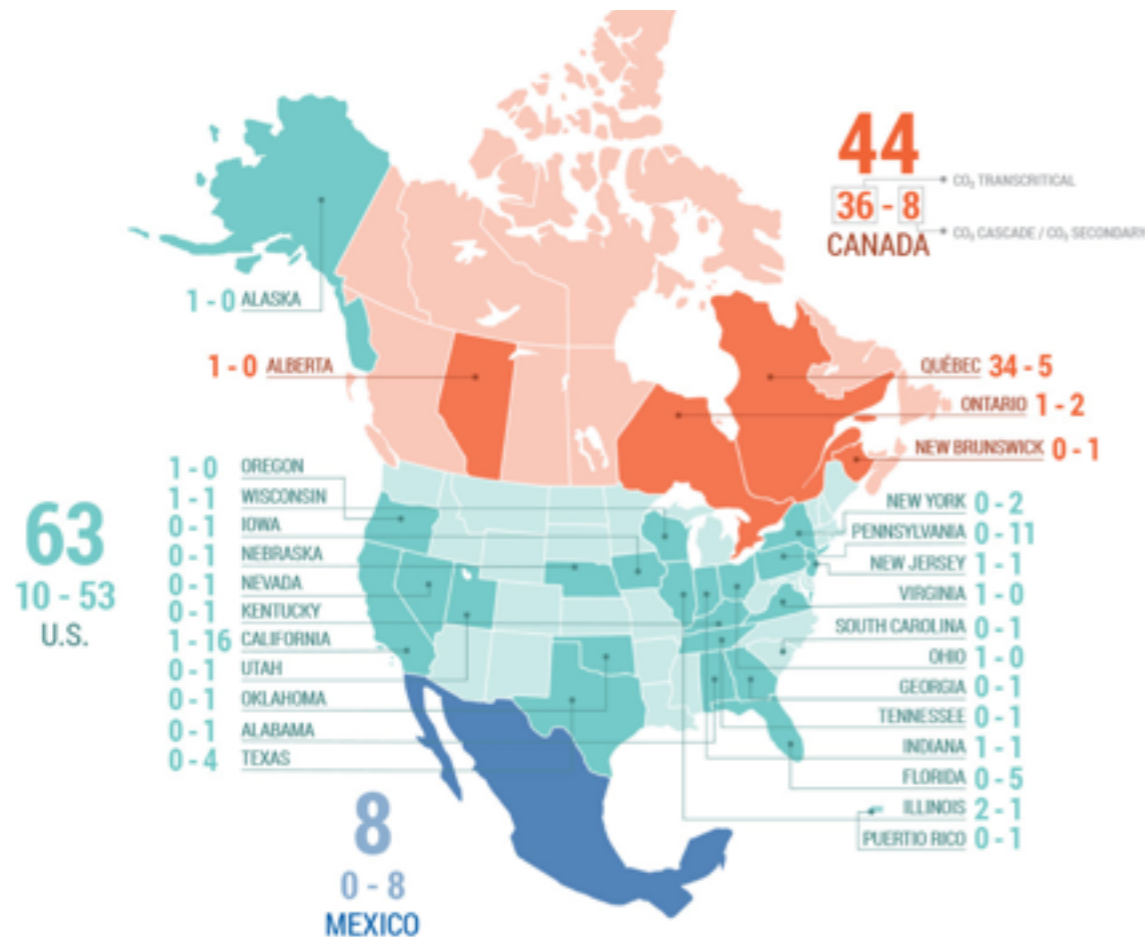 44
36 - 8
CANADA
CO₂ TRANSCRITICAL
CO₂ CASCADE / CO₂ SECONDARY
1 - 0 ALASKA
1 - 0 ALBERTA
QUÉBEC 34 - 5
ONTARIO 1 - 2
NEW BRUNSWICK 0 - 1
63
10 - 53
U.S.
1 - 0 OREGON
1 - 1 WISCONSIN
0 - 1 IOWA
0 - 1 NEBRASKA
0 - 1 NEVADA
0 - 1 KENTUCKY
1 - 16 CALIFORNIA
0 - 1 UTAH
0 - 1 OKLAHOMA
0 - 1 ALABAMA
0 - 4 TEXAS
NEW YORK 0 - 2
PENNSYLVANIA 0 - 11
NEW JERSEY 1 - 1
VIRGINIA 1 - 0
SOUTH CAROLINA 0 - 1
OHIO 1 - 0
GEORGIA 0 - 1
TENNESSEE 0 - 1
INDIANA 1 - 1
FLORIDA 0 - 5
ILLINOIS 2 - 1
PUERTO RICO 0 - 1
8
0 - 8
MEXICO